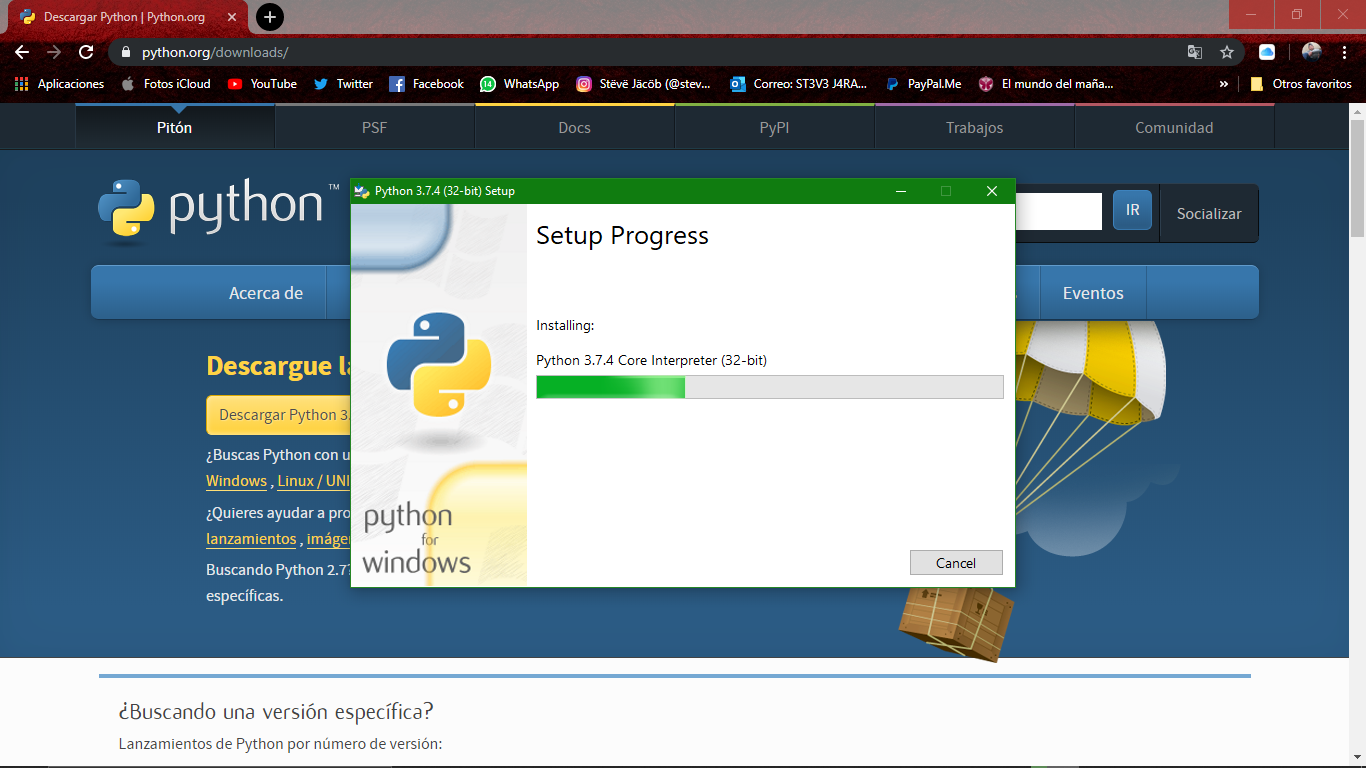 Descargar Python | Python.org
python.org/downloads/
Aplicaciones
Fotos iCloud
YouTube
Twitter
Facebook
14
WhatsApp
Stëvë Jäcöb (@stev...
Correo: ST3V3 J4RA...
PayPal.Me
El mundo del maña...
»
Otros favoritos
Pitón
PSF
Docs
PyPI
Trabajos
Comunidad
python™
IR
Socializar
Acerca de
Eventos
Python 3.7.4 (32-bit) Setup
Setup Progress
Installing:
Python 3.7.4 Core Interpreter (32-bit)
Cancel
python
for
windows
Descargue la
Descargar Python 3.
¿Buscas Python con u
Windows , Linux / UNI
¿Quieres ayudar a pro
lanzamientos , imáge
Buscando Python 2.7?
específicas.
¿Buscando una versión específica?
Lanzamientos de Python por número de versión: